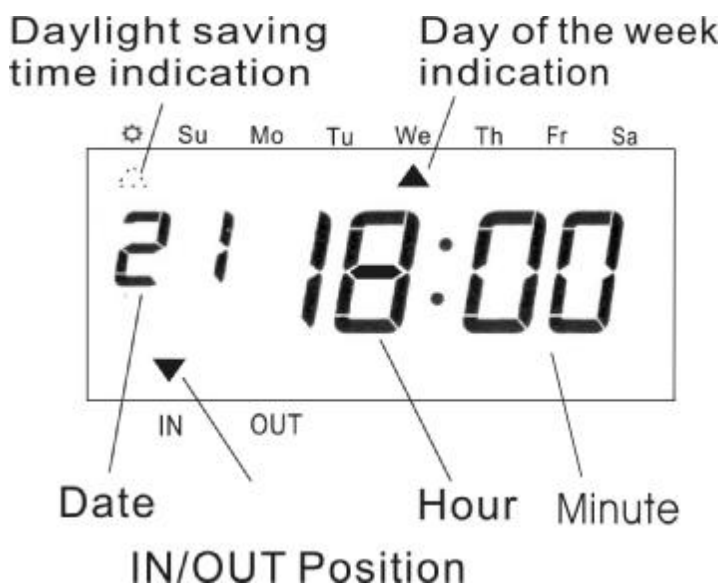 Daylight saving
time indication
Day of the week
indication
Su Mo Tu We Th Fr Sa
21 18:00
IN OUT
Date
Hour
Minute
IN/OUT Position